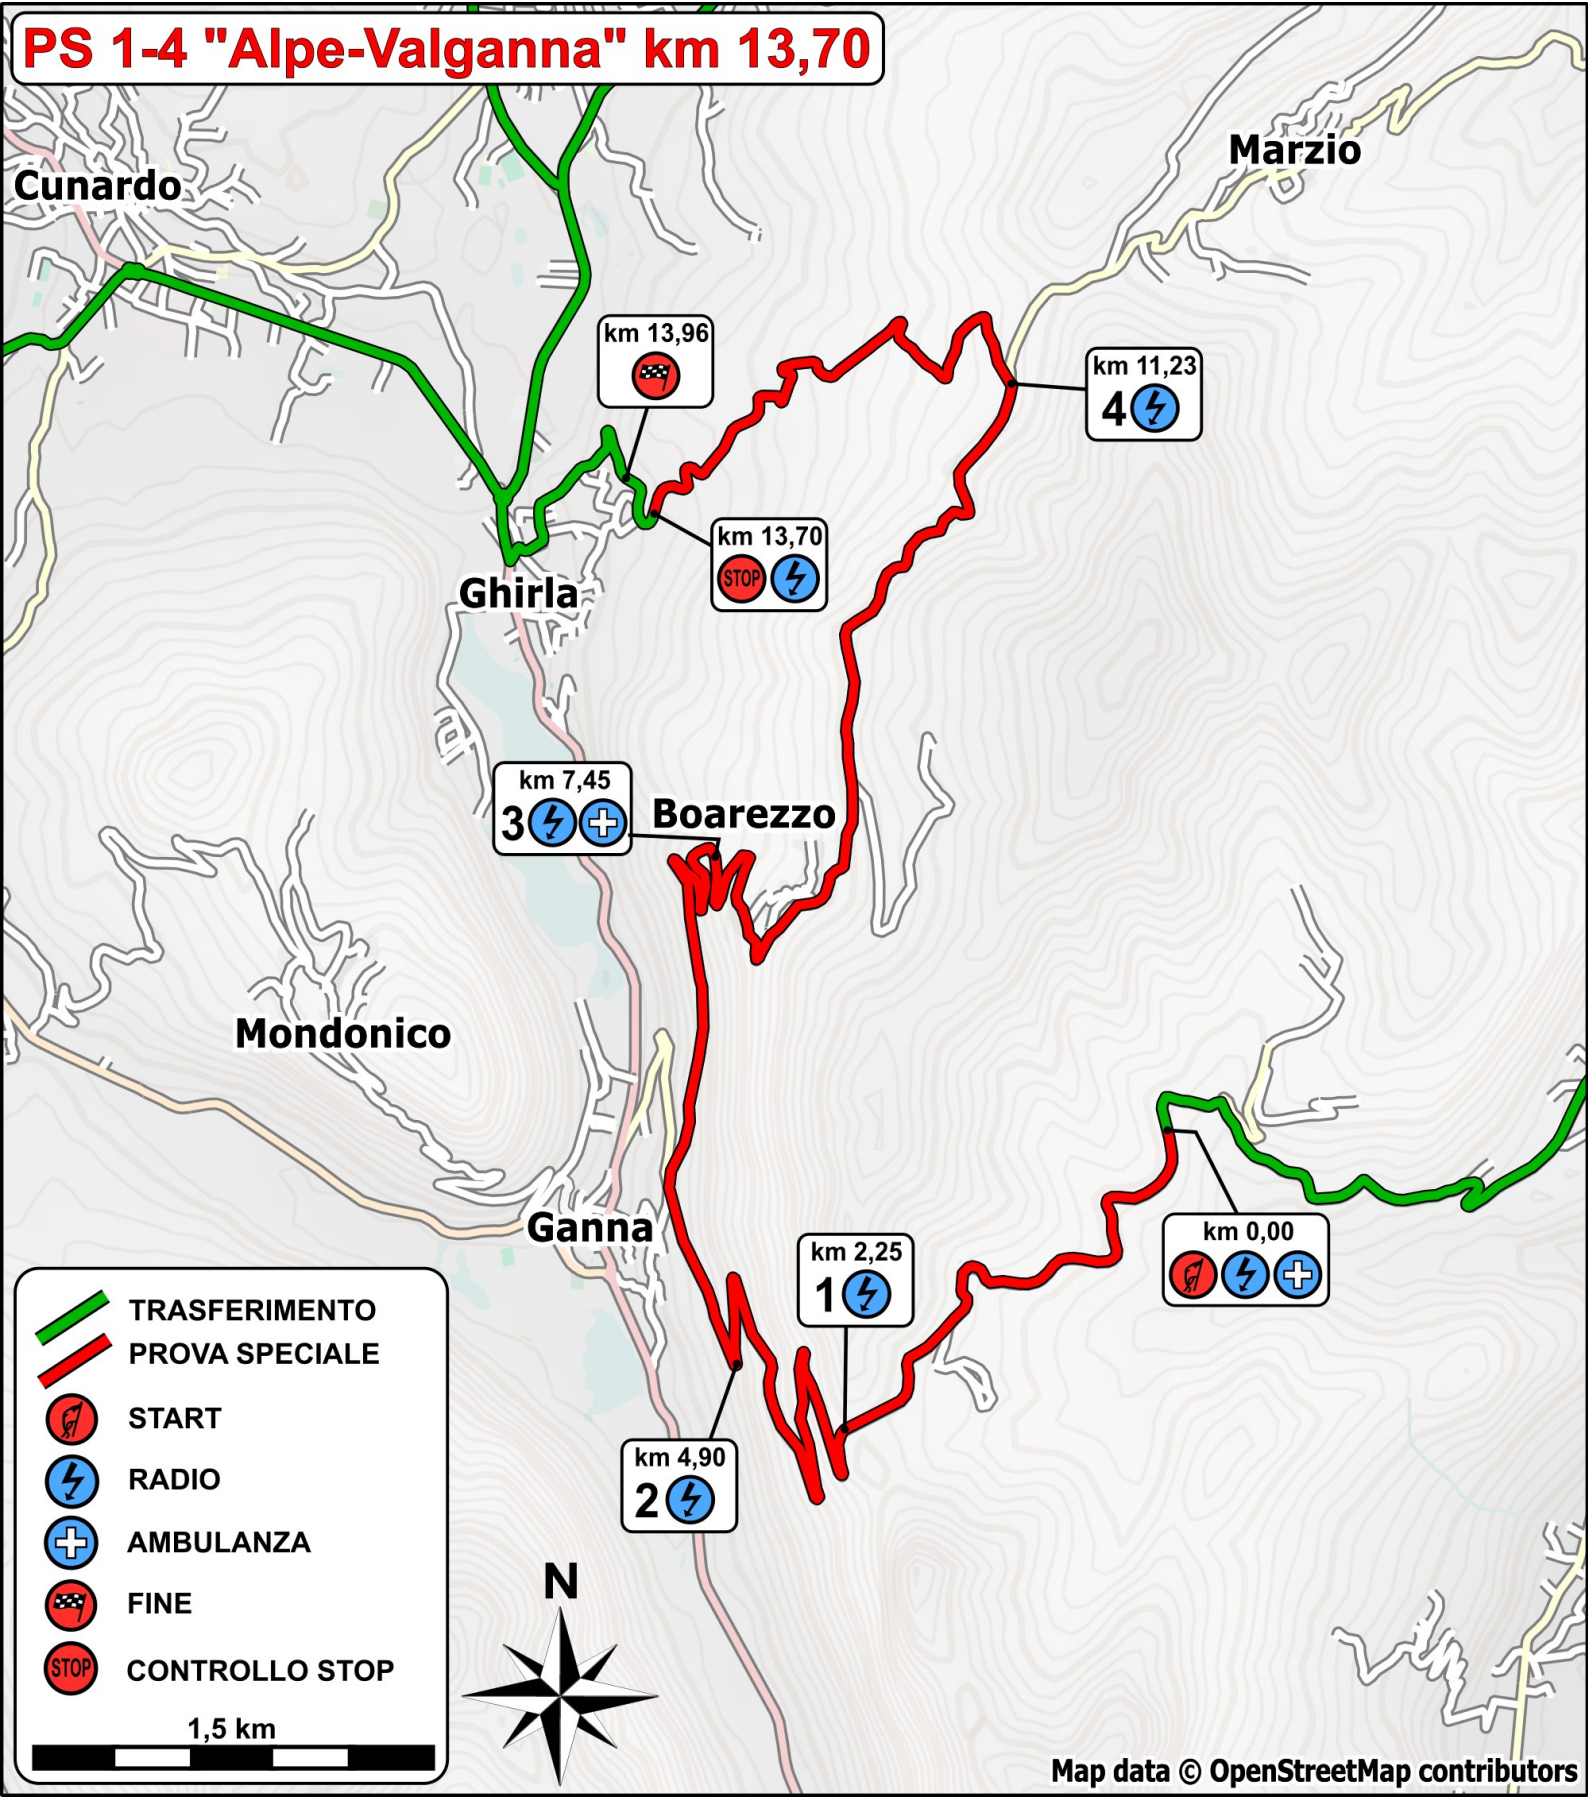 PS 1-4 "Alpe-Valganna" km 13,70
Marzio
Cunardo
km 13,96
km 11,23
4
km 13,70
STOP
Ghirla
km 7,45
3
Boarezzo
Mondonico
Ganna
km 0,00
km 2,25
1
km 4,90
2
TRASFERIMENTO
PROVA SPECIALE
START
RADIO
AMBULANZA
FINE
STOP CONTROLLO STOP
1,5 km
N
Map data © OpenStreetMap contributors